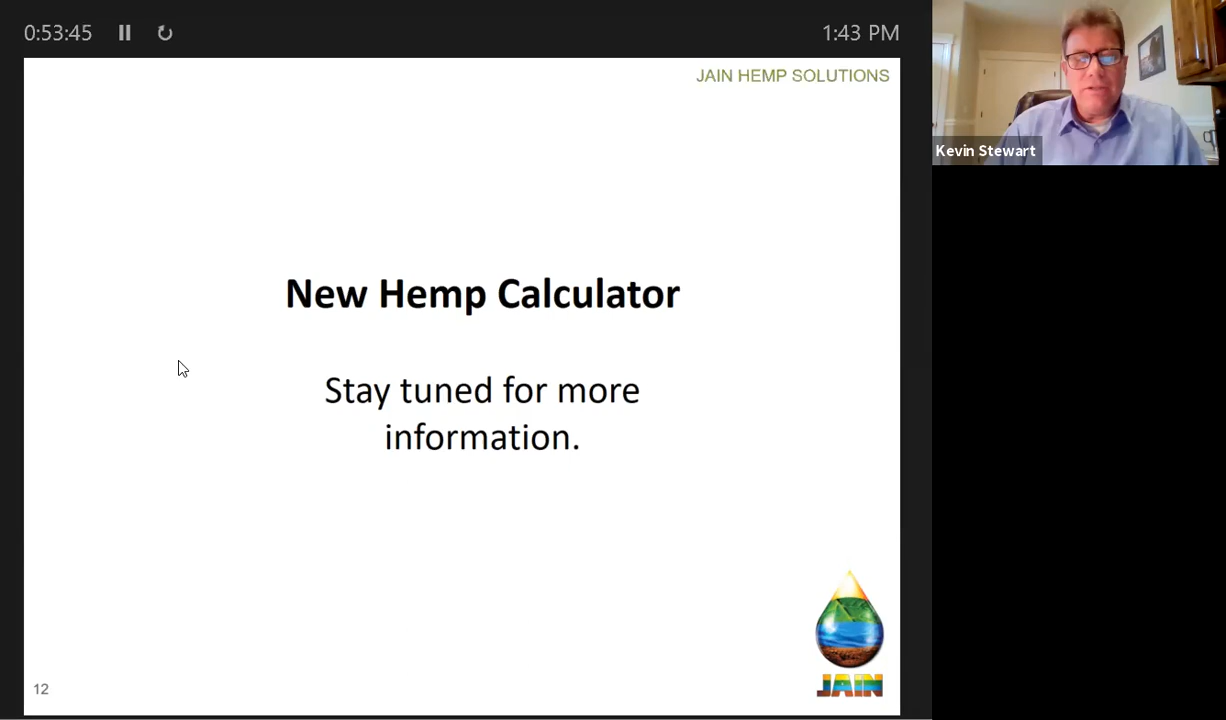 0:53:45
1:43 PM
JAIN HEMP SOLUTIONS
Kevin Stewart
New Hemp Calculator
Stay tuned for more
information.
JAIN
12